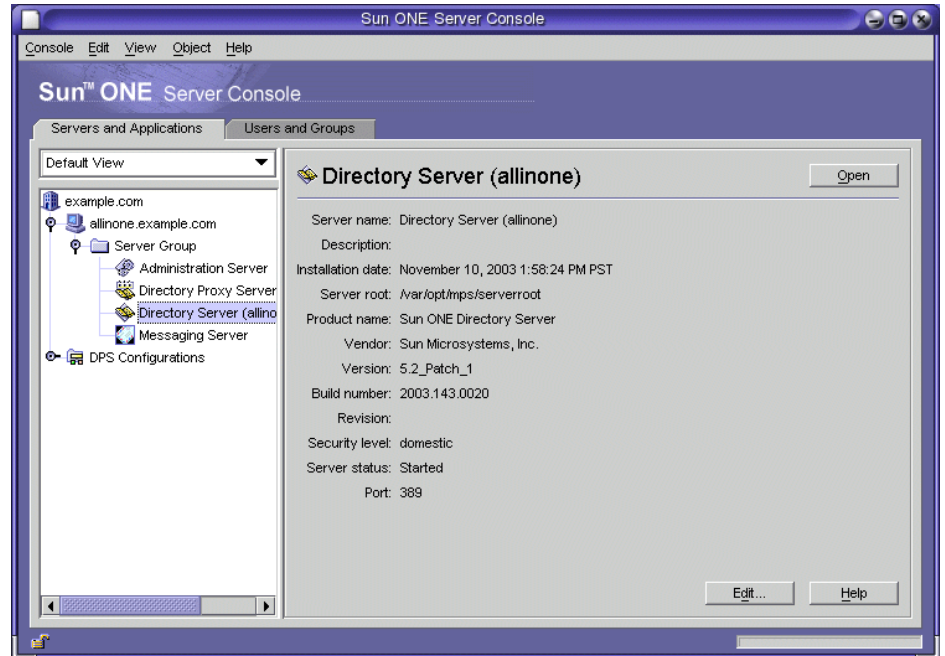 Sun ONE Server Console
Console Edit View Object Help
Sun™ ONE Server Console
Servers and Applications
Users and Groups
Default View
example.com
allinone.example.com
Server Group
Administration Server
Directory Proxy Server
Directory Server (allino
Messaging Server
DPS Configurations
Directory Server (allinone)
Open
Server name: Directory Server (allinone)
Description:
Installation date: November 10, 2003 1:58:24 PM PST
Server root: /var/opt/mps/serverroot
Product name: Sun ONE Directory Server
Vendor: Sun Microsystems, Inc.
Version: 5.2_Patch_1
Build number: 2003.143.0020
Revision:
Security level: domestic
Server status: Started
Port: 389
Edit...
Help